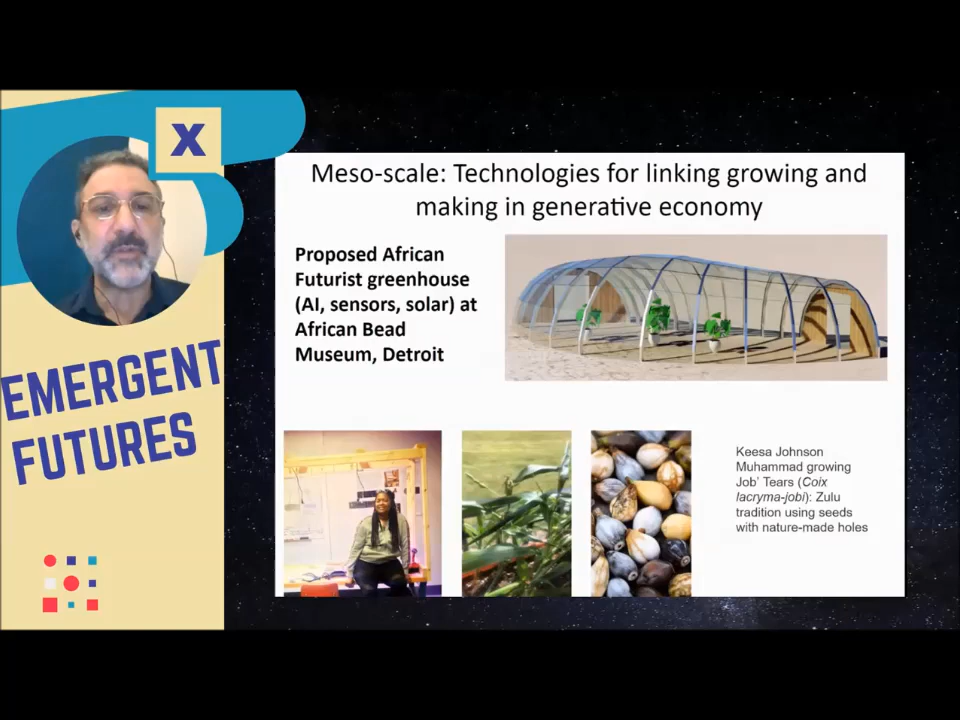 X
EMERGENT
FUTURES
Meso-scale: Technologies for linking growing and
making in generative economy
Proposed African
Futurist greenhouse
(AI, sensors, solar) at
African Bead
Museum, Detroit
Keesa Johnson
Muhammad growing
Job' Tears (Coix
lacryma-jobi): Zulu
tradition using seeds
with nature-made holes